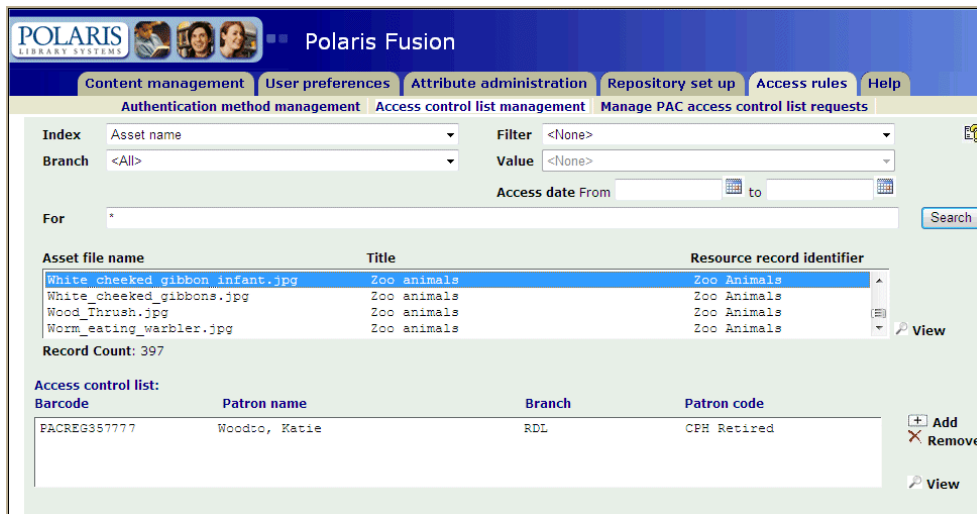 POLARIS
LIBRARY SYSTEMS
Polaris Fusion
Content management User preferences Attribute administration Repository set up Access rules Help
Authentication method management Access control list management Manage PAC access control list requests
Index Asset name Filter <None>
Branch <All> Value <None>
Access date From to
For * Search
Asset file name Title Resource record identifier
White_cheeked_gibbon_infant.jpg Zoo animals Zoo Animals
White_cheeked_gibbons.jpg Zoo animals Zoo Animals
Wood_Thrush.jpg Zoo animals Zoo Animals
Worm_eating_warbler.jpg Zoo animals Zoo Animals
View
Record Count: 397
Access control list:
Barcode Patron name Branch Patron code
PACREG357777 Woodzo, Katie RDL CPH Retired
Add
Remove
View